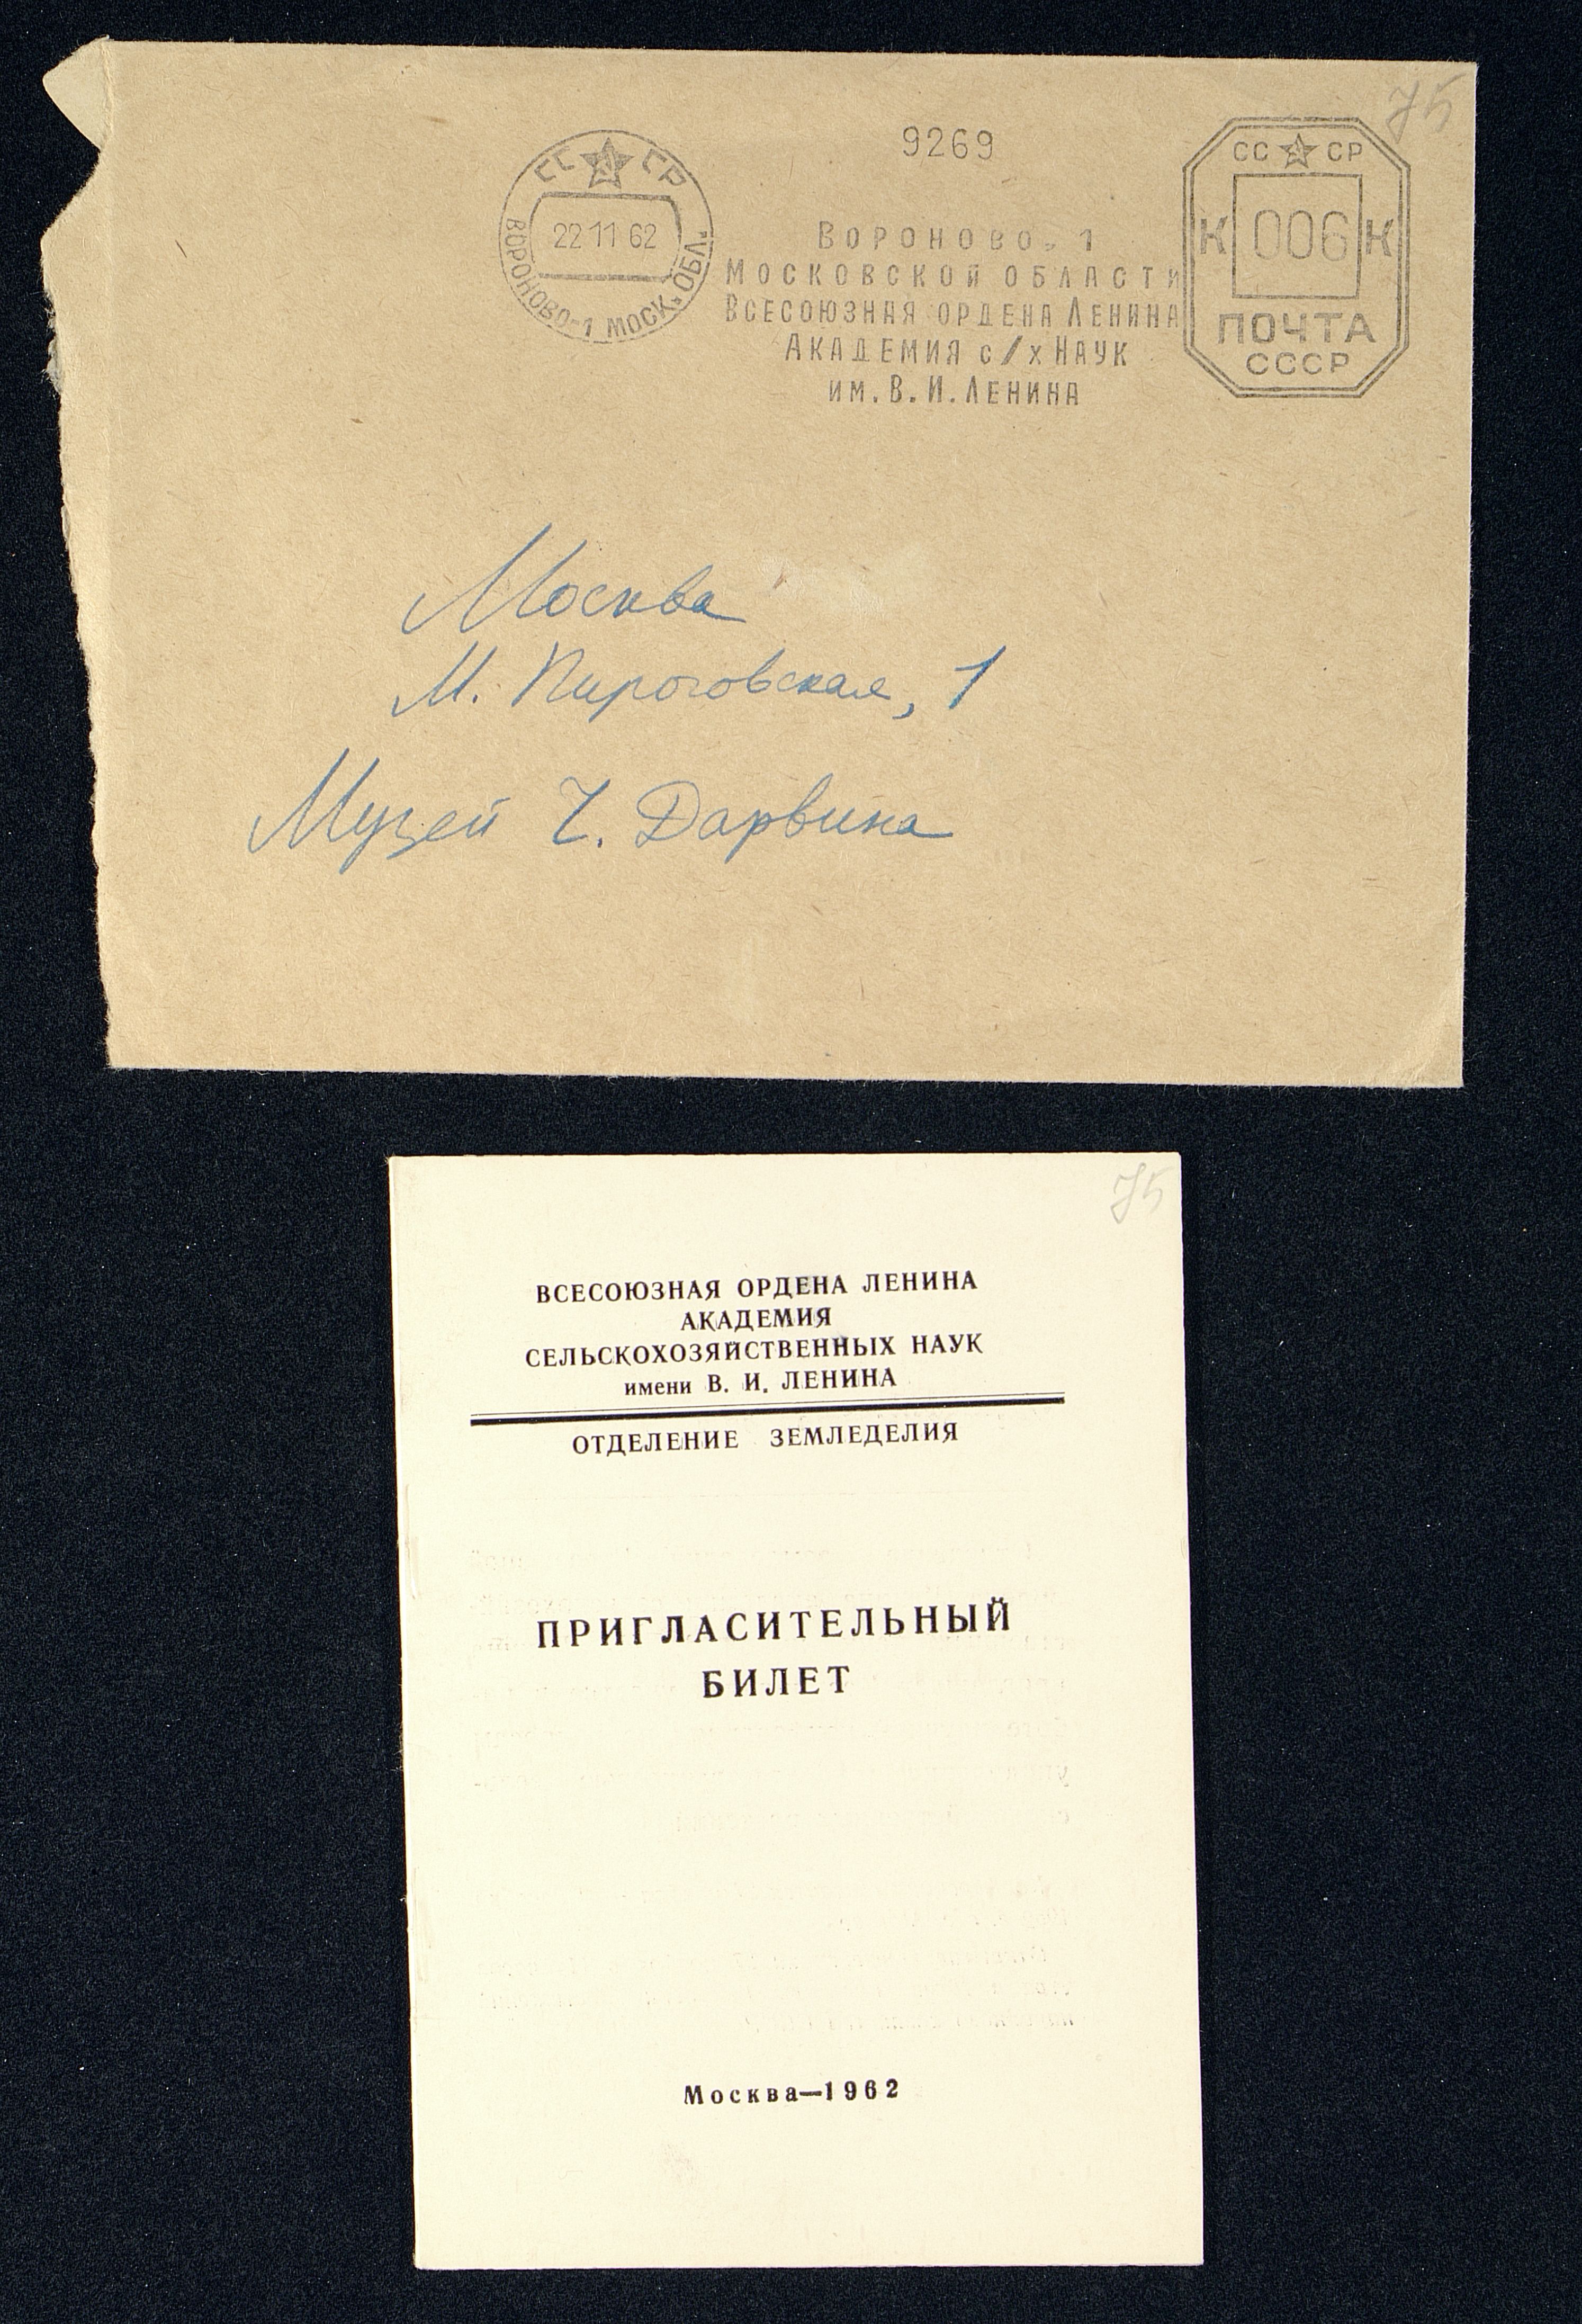 75
9269
СС СР
22 11 62
ВОРОНОВО-1 МОСК. ОБЛ.
ВОРОНОВО-1
МОСКОВСКОЙ ОБЛАСТИ
ВСЕСОЮЗНАЯ ОРДЕНА ЛЕНИНА
АКАДЕМИЯ с/х НАУК
им. В. И. ЛЕНИНА
СС СР
К 006 К
ПОЧТА
СССР
Москва
М. Пироговская, 1
Музей Ч. Дарвина
75
ВСЕСОЮЗНАЯ ОРДЕНА ЛЕНИНА
АКАДЕМИЯ
СЕЛЬСКОХОЗЯЙСТВЕННЫХ НАУК
имени В. И. ЛЕНИНА
ОТДЕЛЕНИЕ ЗЕМЛЕДЕЛИЯ
ПРИГЛАСИТЕЛЬНЫЙ
БИЛЕТ
Москва—1962